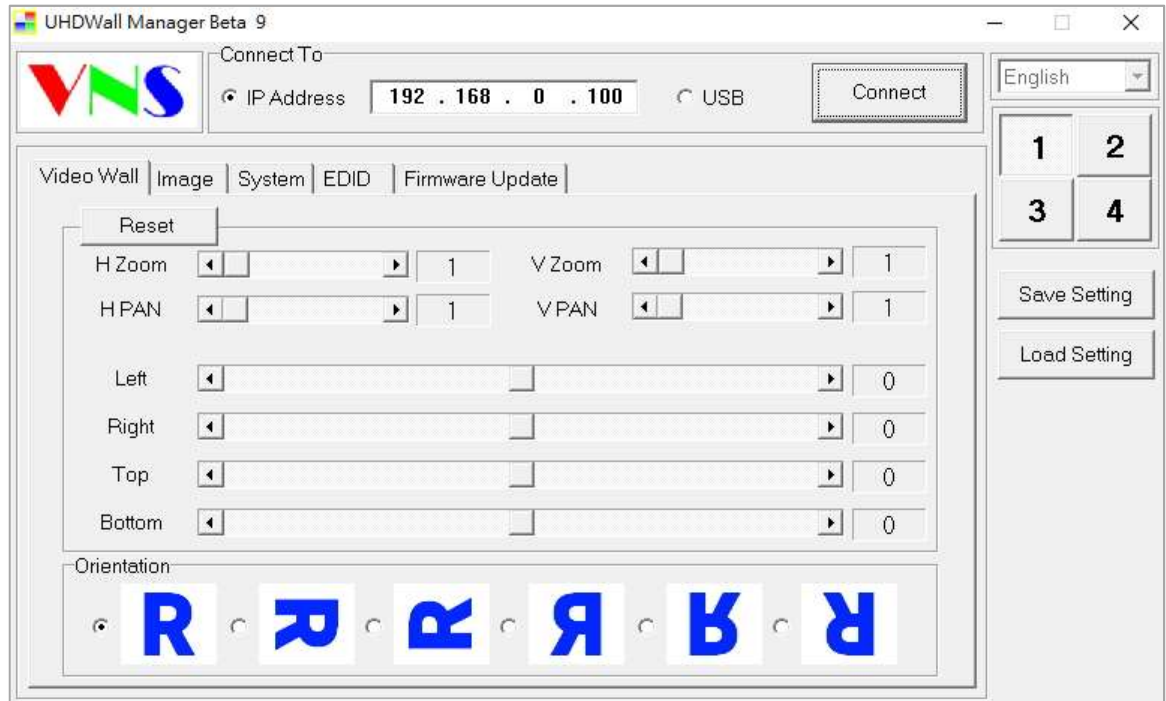 UHDWall Manager Beta 9
VNS
Connect To
IP Address 192 . 168 . 0 . 100 USB Connect
English
1 2
3 4
Save Setting
Load Setting
Video Wall Image System EDID Firmware Update
Reset
H Zoom 1 V Zoom 1
H PAN 1 V PAN 1
Left 0
Right 0
Top 0
Bottom 0
Orientation
R R R R R R